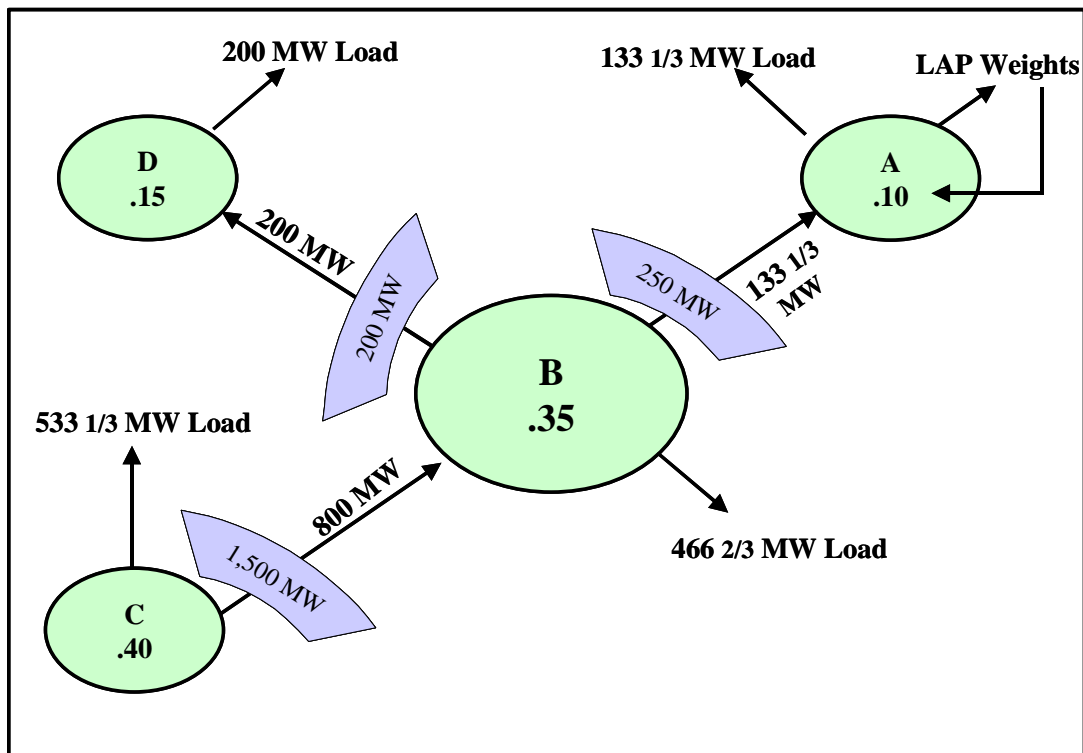 200 MW Load
133 1/3 MW Load
LAP Weights
D
.15
A
.10
200 MW
200 MW
250 MW
133 1/3
MW
B
.35
533 1/3 MW Load
800 MW
1,500 MW
466 2/3 MW Load
C
.40